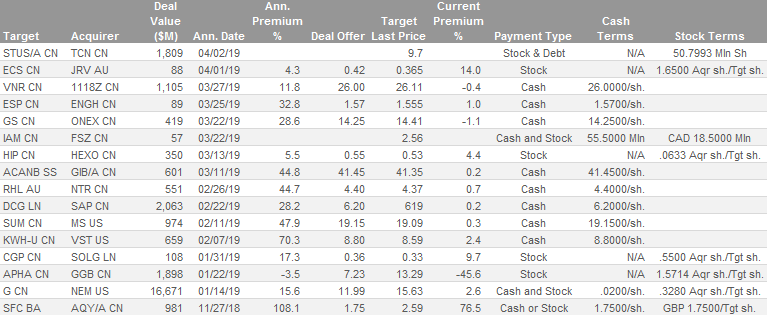 Deal Ann. Target Current
Value Premium Last Price Premium Cash
Target Acquirer ($M) Ann. Date % Deal Offer % Payment Type Terms Stock Terms
STUS/A CN TCN CN 1,809 04/02/19 9.7 Stock & Debt N/A 50.7993 Mln Sh
ECS CN JRV AU 88 04/01/19 4.3 0.42 0.365 14.0 Stock N/A 1.6500 Aqr sh./Tgt sh.
VNR CN 1118Z CN 1,105 03/27/19 11.8 26.00 26.11 -0.4 Cash 26.0000/sh.
ESP CN ENGH CN 89 03/25/19 32.8 1.57 1.555 1.0 Cash 1.5700/sh.
GS CN ONEX CN 419 03/22/19 28.6 14.25 14.41 -1.1 Cash 14.2500/sh.
IAM CN FSZ CN 57 03/22/19 2.56 Cash and Stock 55.5000 Mln CAD 18.5000 Mln
HIP CN HEXO CN 350 03/13/19 5.5 0.55 0.53 4.4 Stock N/A .0633 Aqr sh./Tgt sh.
ACANB SS GIB/A CN 601 03/11/19 44.8 41.45 41.35 0.2 Cash 41.4500/sh.
RHL AU NTR CN 551 02/26/19 44.7 4.40 4.37 0.7 Cash 4.4000/sh.
DCG LN SAP CN 2,063 02/22/19 28.2 6.20 619 0.2 Cash 6.2000/sh.
SUM CN MS US 974 02/11/19 47.9 19.15 19.09 0.3 Cash 19.1500/sh.
KWH-U CN VST US 659 02/07/19 70.3 8.80 8.59 2.4 Cash 8.8000/sh.
CGP CN SOLG LN 108 01/31/19 17.3 0.36 0.33 9.7 Stock N/A .5500 Aqr sh./Tgt sh.
APHA CN GGB CN 1,898 01/22/19 -3.5 7.23 13.29 -45.6 Stock N/A 1.5714 Aqr sh./Tgt sh.
G CN NEM US 16,671 01/14/19 15.6 11.99 15.63 2.6 Cash and Stock .0200/sh. .3280 Aqr sh./Tgt sh.
SFC BA AQY/A CN 981 11/27/18 108.1 1.75 2.59 76.5 Cash or Stock 1.7500/sh. GBP 1.7500/Tgt sh.